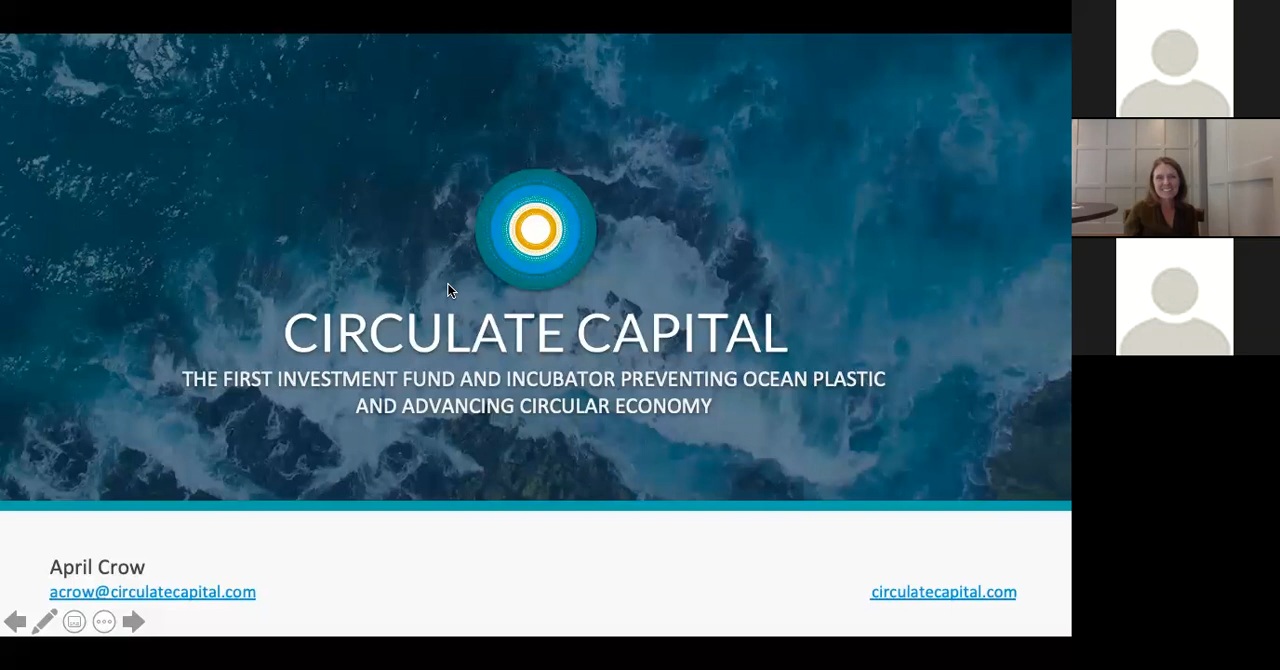 CIRCULATE CAPITAL
THE FIRST INVESTMENT FUND AND INCUBATOR PREVENTING OCEAN PLASTIC
AND ADVANCING CIRCULAR ECONOMY
April Crow
acrow@circulatecapital.com
circulatecapital.com